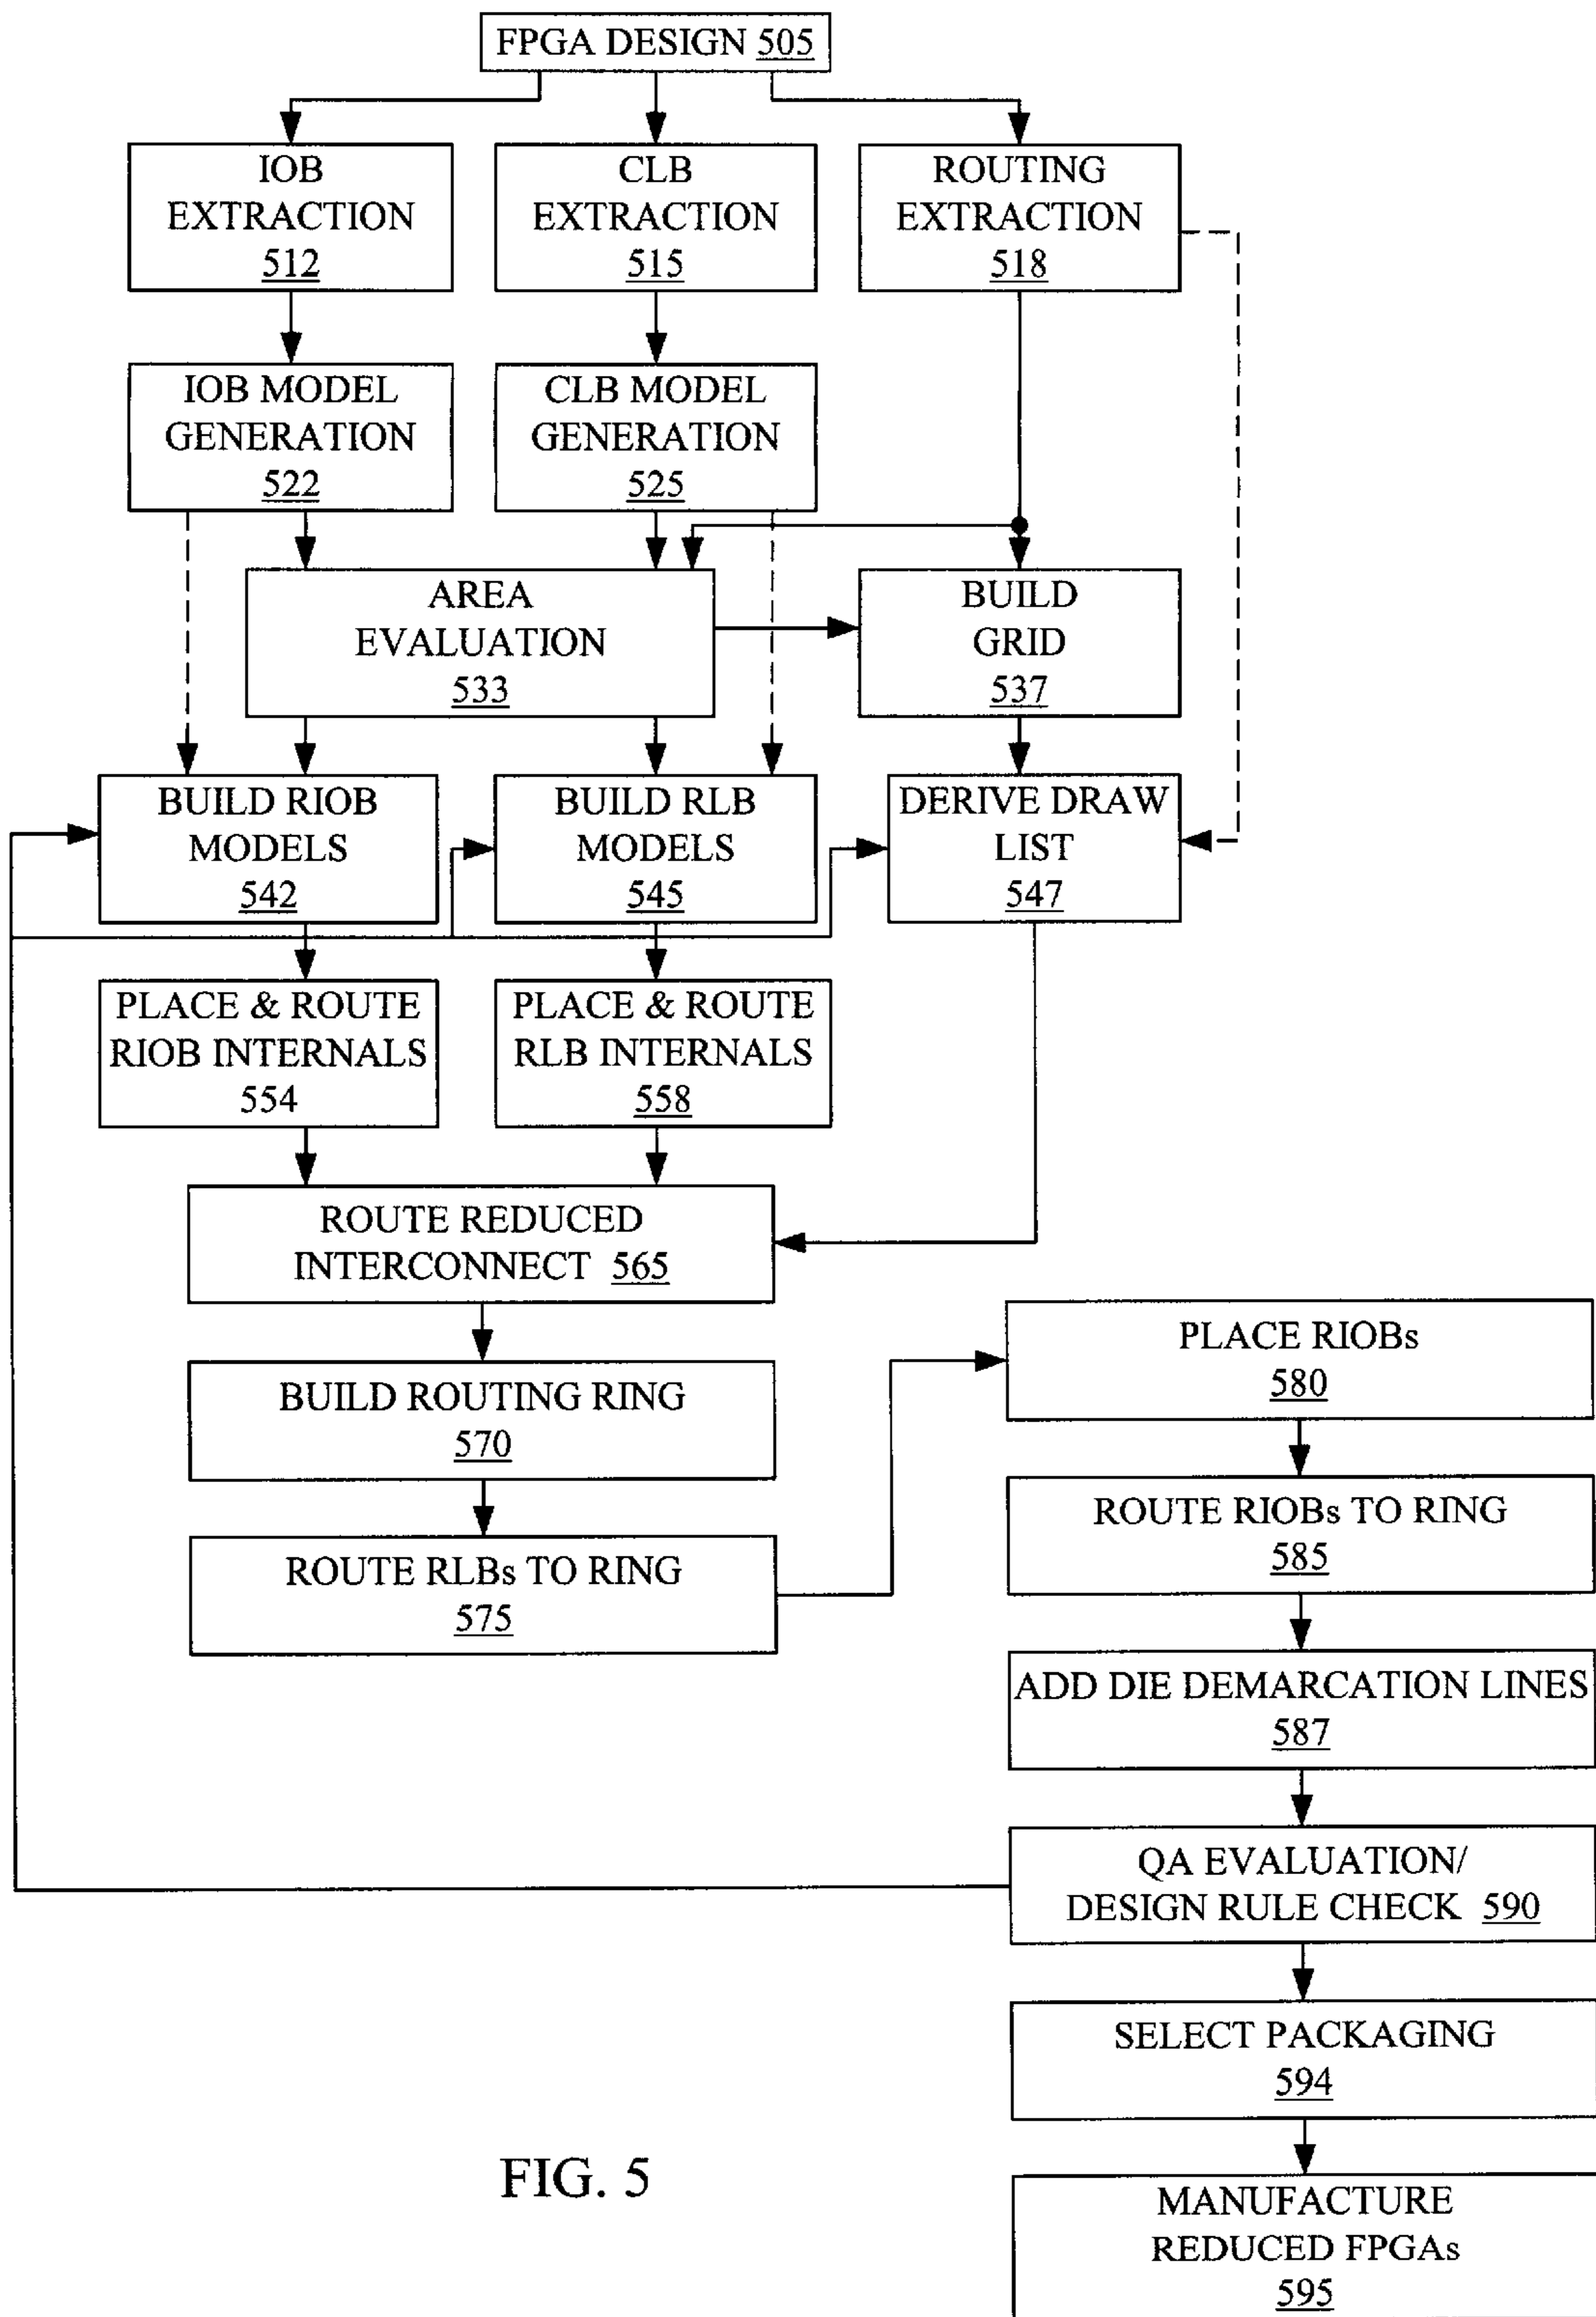 FPGA DESIGN 505
IOB
EXTRACTION
512
CLB
EXTRACTION
515
ROUTING
EXTRACTION
518
IOB MODEL
GENERATION
522
CLB MODEL
GENERATION
525
AREA
EVALUATION
533
BUILD
GRID
537
BUILD RIOB
MODELS
542
BUILD RLB
MODELS
545
DERIVE DRAW
LIST
547
PLACE & ROUTE
RIOB INTERNALS
554
PLACE & ROUTE
RLB INTERNALS
558
ROUTE REDUCED
INTERCONNECT 565
BUILD ROUTING RING
570
ROUTE RLBs TO RING
575
PLACE RIOBs
580
ROUTE RIOBs TO RING
585
ADD DIE DEMARCATION LINES
587
QA EVALUATION/
DESIGN RULE CHECK 590
SELECT PACKAGING
594
MANUFACTURE
REDUCED FPGAs
595
FIG. 5